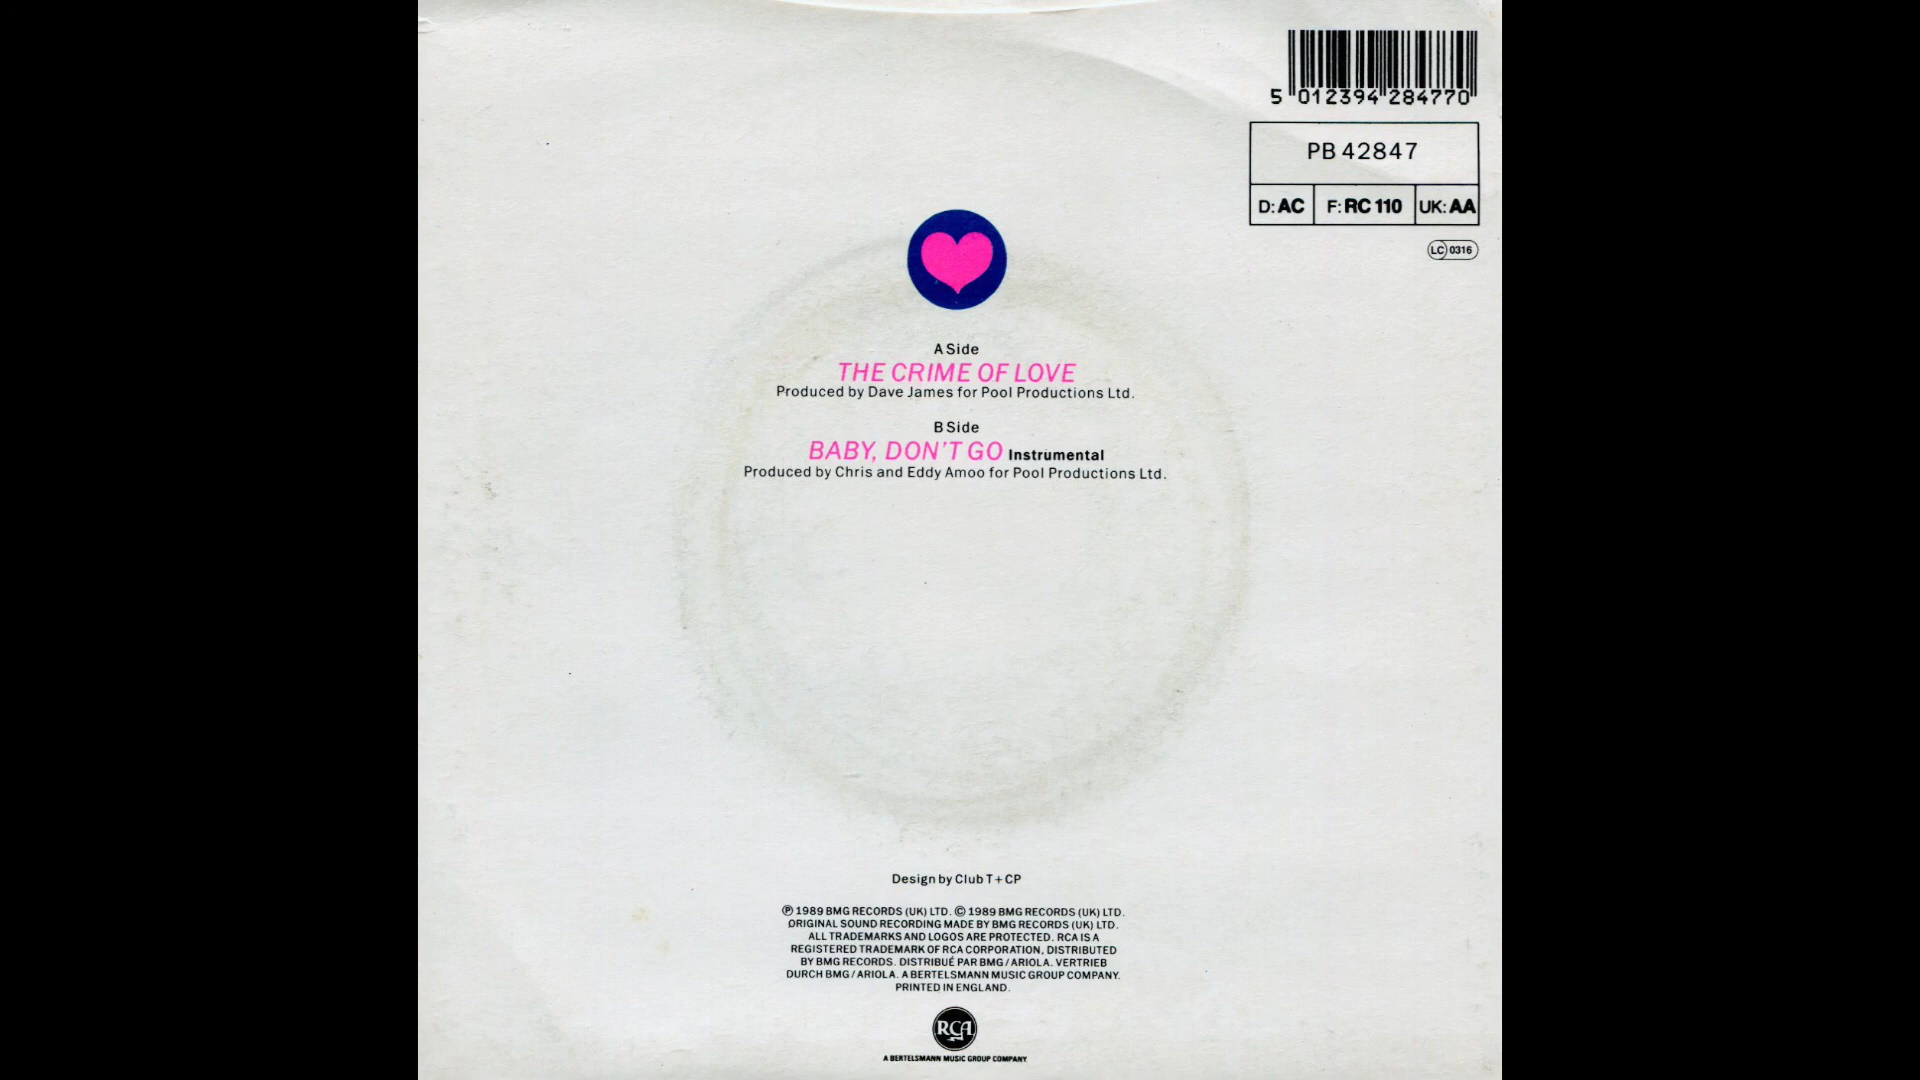 5 012394 284770
PB 42847
D: AC F: RC 110 UK: AA
LC 0316
A Side
THE CRIME OF LOVE
Produced by Dave James for Pool Productions Ltd.
B Side
BABY, DON'T GO Instrumental
Produced by Chris and Eddy Amoo for Pool Productions Ltd.
Design by Club T+CP
℗ 1989 BMG RECORDS (UK) LTD. © 1989 BMG RECORDS (UK) LTD.
ORIGINAL SOUND RECORDING MADE BY BMG RECORDS (UK) LTD.
ALL TRADEMARKS AND LOGOS ARE PROTECTED. RCA IS A
REGISTERED TRADEMARK OF RCA CORPORATION, DISTRIBUTED
BY BMG RECORDS. DISTRIBUÉ PAR BMG / ARIOLA. VERTRIEB
DURCH BMG / ARIOLA. A BERTELSMANN MUSIC GROUP COMPANY.
PRINTED IN ENGLAND.
RCA
A BERTELSMANN MUSIC GROUP COMPANY